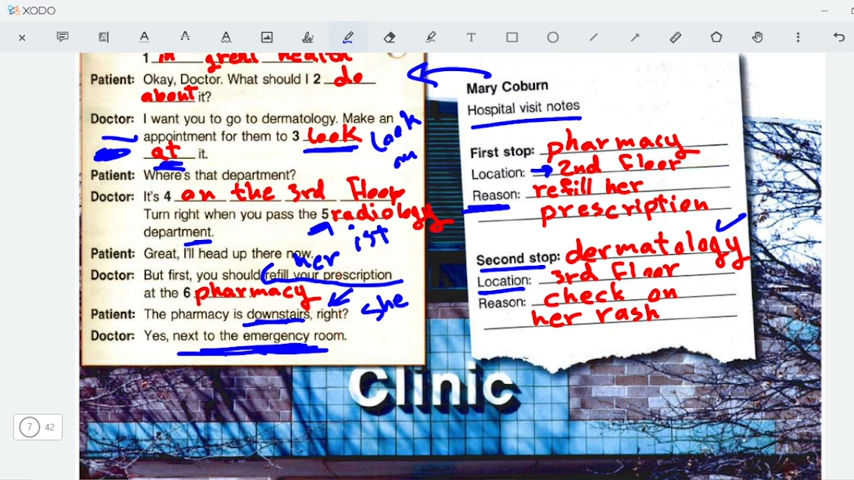 XODO
1 in great health
Patient: Okay, Doctor. What should I 2 do
about it?
Doctor: I want you to go to dermatology. Make an
appointment for them to 3 look
at it.
look
on
Patient: Where's that department?
Doctor: It's 4 on the 3rd floor
Turn right when you pass the 5 radiology
department.
ist
Patient: Great, I'll head up there now.
her
Doctor: But first, you should refill your prescription
at the 6 pharmacy
he
Patient: The pharmacy is downstairs, right?
Doctor: Yes, next to the emergency room.
Mary Coburn
Hospital visit notes
First stop: pharmacy
Location: 2nd floor
Reason: refill her
prescription
Second stop: dermatology
Location: 3rd floor
Reason: check on
her rash
Clinic
7 42